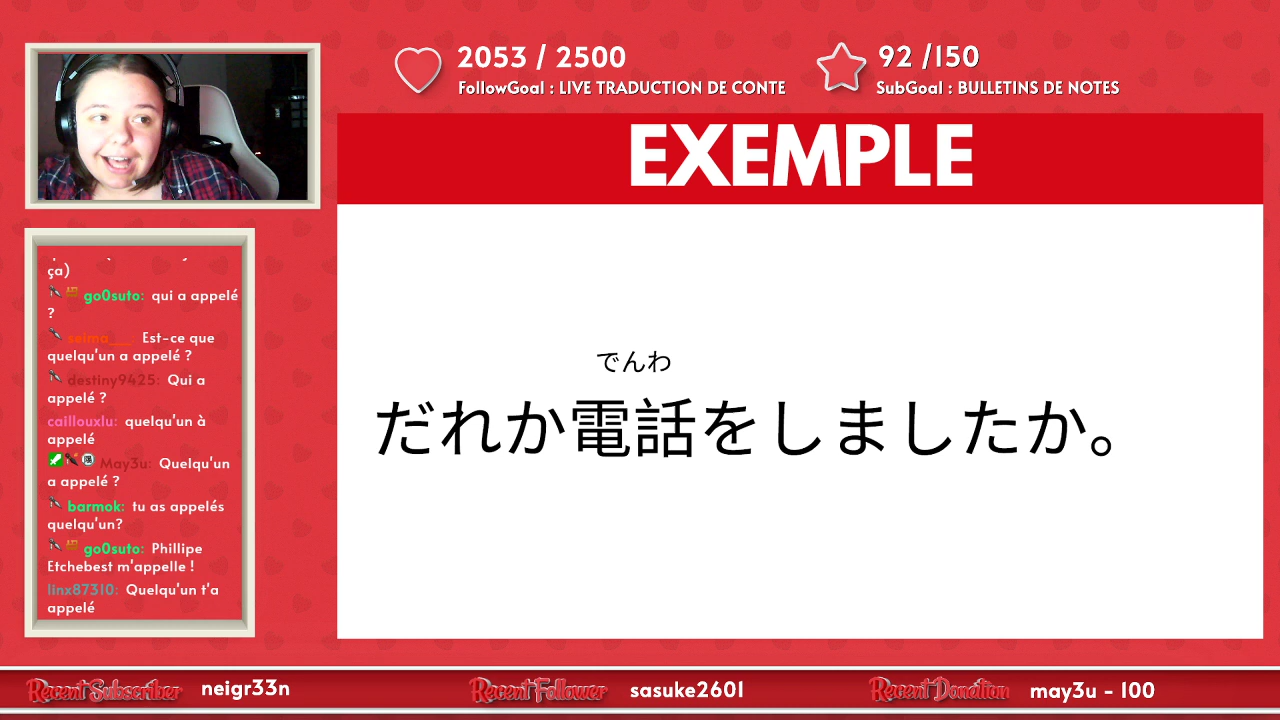 2053 / 2500
FollowGoal : LIVE TRADUCTION DE CONTE
92 /150
SubGoal : BULLETINS DE NOTES
EXEMPLE
でんわ
だれか電話をしましたか。
ça)
go0suto: qui a appelé
?
selma___: Est-ce que
quelqu'un a appelé ?
destiny9425: Qui a
appelé ?
caillouxlu: quelqu'un à
appelé
May3u: Quelqu'un
a appelé ?
barmok: tu as appelés
quelqu'un?
go0suto: Phillipe
Etchebest m'appelle !
linx87310: Quelqu'un t'a
appelé
Recent Subscriber neigr33n
Recent Follower sasuke2601
Recent Donation may3u - 100